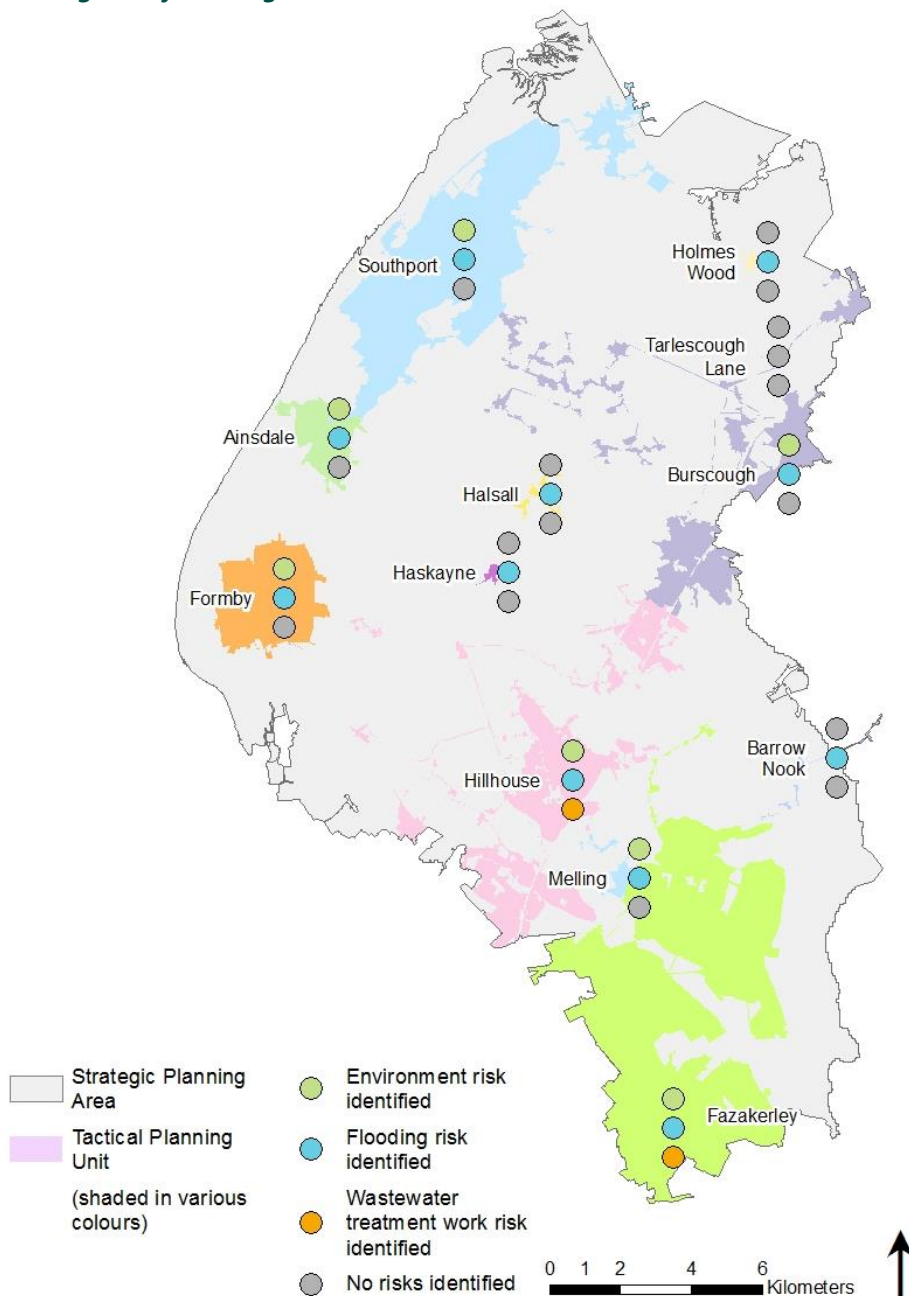 Southport
Holmes
Wood
Tarlescough
Lane
Ainsdale
Burscough
Halsall
Haskayne
Formby
Barrow
Nook
Hillhouse
Melling
Fazakerley
Strategic Planning
Area
Tactical Planning
Unit
(shaded in various
colours)
Environment risk
identified
Flooding risk
identified
Wastewater
treatment work risk
identified
No risks identified
0 1 2 4 6
Kilometers